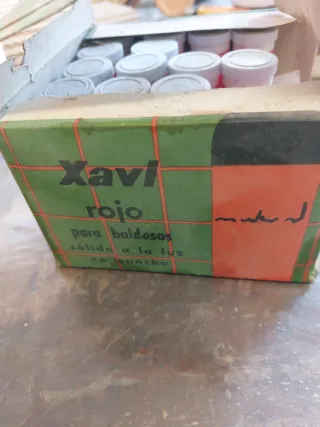 Xavi
rojo
para baldosas
sólido a la luz
no mancha